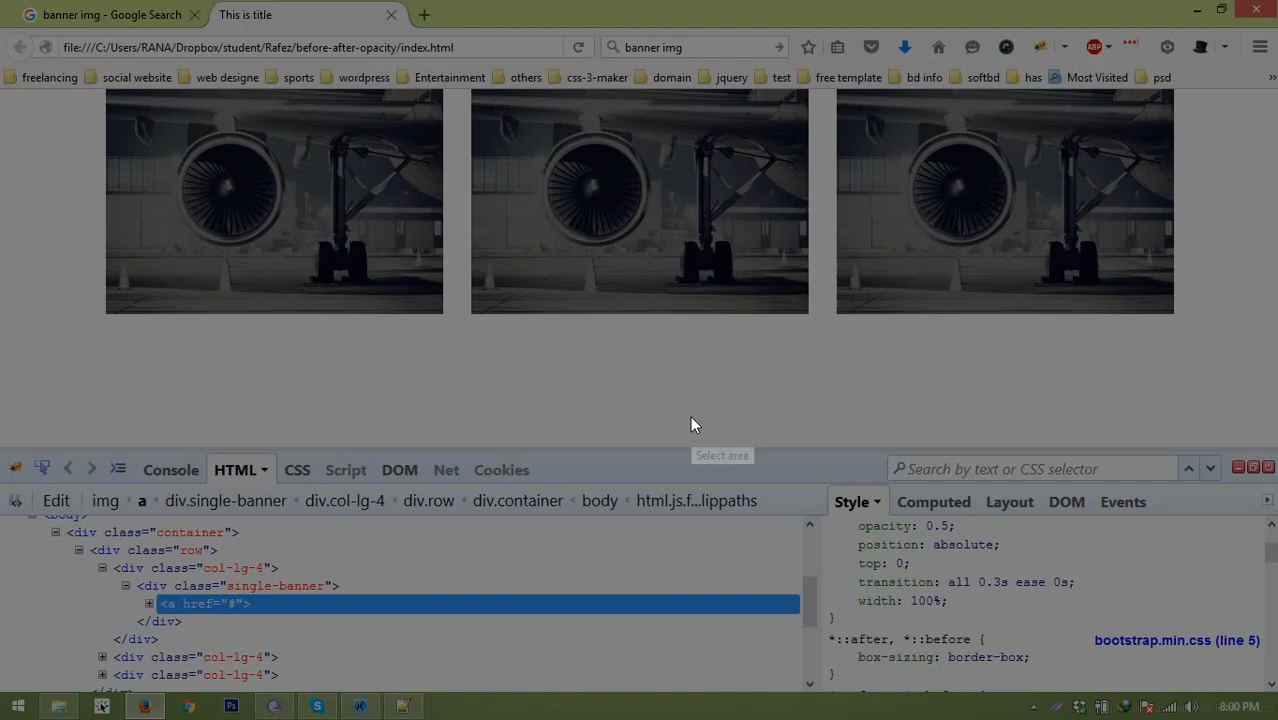 banner img - Google Search
This is title
file:///C:/Users/RANA/Dropbox/student/Rafez/before-after-opacity/index.html
banner img
ABP
freelancing
social website
web designe
sports
wordpress
Entertainment
others
css-3-maker
domain
jquery
test
free template
bd info
softbd
has
Most Visited
psd
Select area
Console
HTML
CSS
Script
DOM
Net
Cookies
Search by text or CSS selector
Edit
img
a
div.single-banner
div.col-lg-4
div.row
div.container
body
html.js.f...lippaths
Style
Computed
Layout
DOM
Events
<body>
<div class="container">
<div class="row">
<div class="col-lg-4">
<div class="single-banner">
<a href="#">
</div>
</div>
<div class="col-lg-4">
<div class="col-lg-4">
</div>
opacity: 0.5;
position: absolute;
top: 0;
transition: all 0.3s ease 0s;
width: 100%;
}
*::after, *::before {
bootstrap.min.css (line 5)
box-sizing: border-box;
}
Ps
8:00 PM